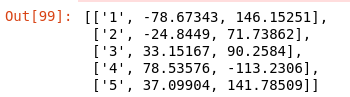 Out[99]: [['1', -78.67343, 146.15251],
['2', -24.8449, 71.73862],
['3', 33.15167, 90.2584],
['4', 78.53576, -113.2306],
['5', 37.09904, 141.78509]]